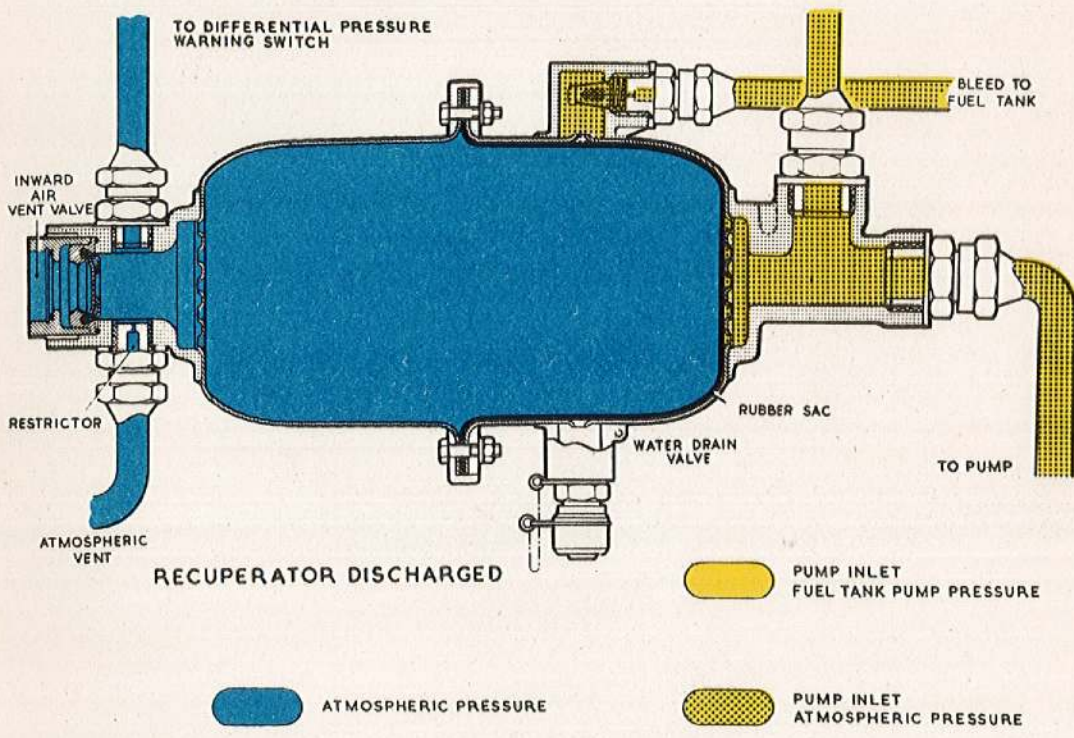 TO DIFFERENTIAL PRESSURE
WARNING SWITCH
BLEED TO
FUEL TANK
INWARD
AIR
VENT VALVE
RESTRICTOR
RUBBER SAC
WATER DRAIN
VALVE
TO PUMP
ATMOSPHERIC
VENT
RECUPERATOR DISCHARGED
PUMP INLET
FUEL TANK PUMP PRESSURE
ATMOSPHERIC PRESSURE
PUMP INLET
ATMOSPHERIC PRESSURE